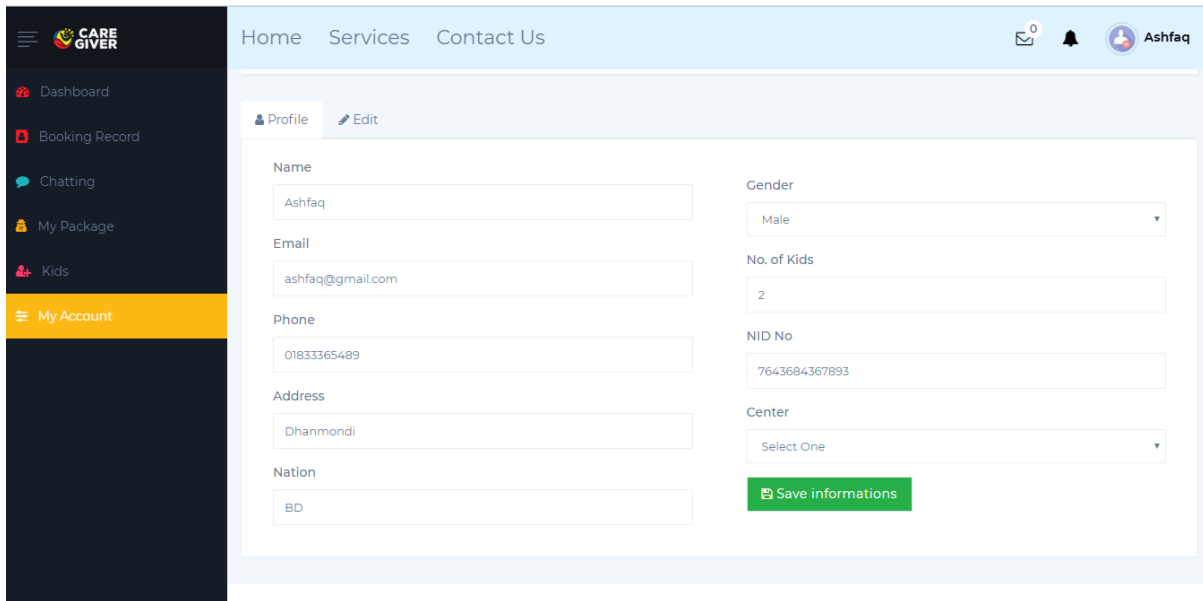 CARE
GIVER
Home Services Contact Us
0
Ashfaq
Dashboard
Booking Record
Chatting
My Package
Kids
My Account
Profile Edit
Name
Ashfaq
Email
ashfaq@gmail.com
Phone
01833365489
Address
Dhanmondi
Nation
BD
Gender
Male
No. of Kids
2
NID No
7643684367893
Center
Select One
Save informations